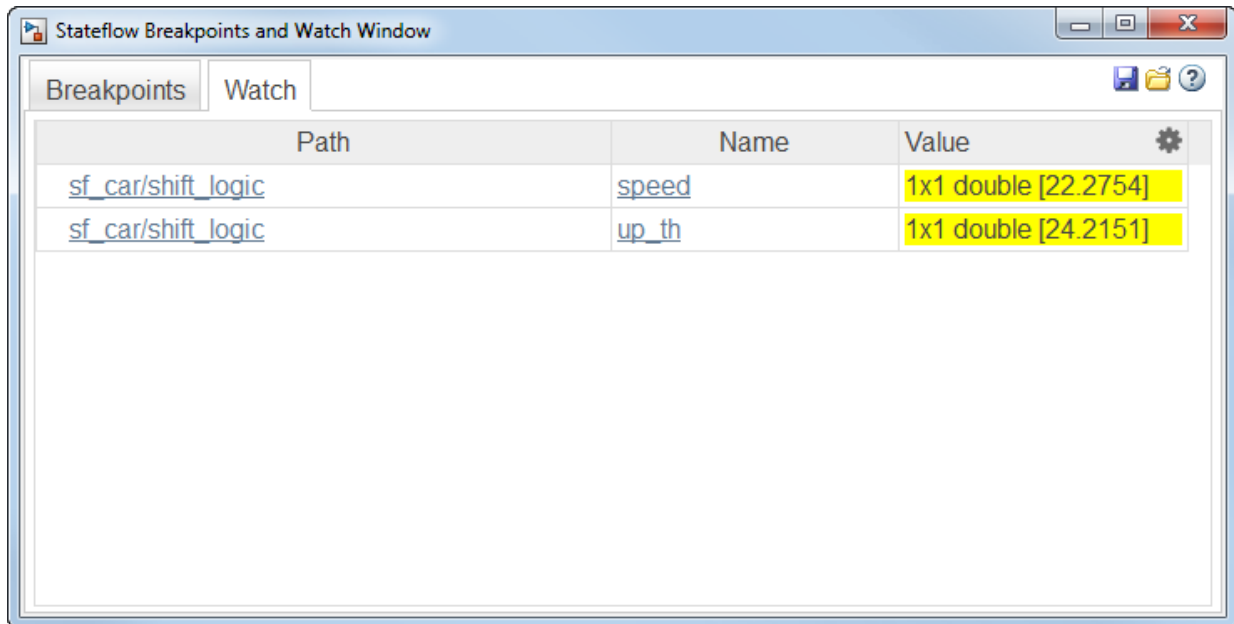 Stateflow Breakpoints and Watch Window
Breakpoints Watch
Path Name Value
sf_car/shift_logic speed 1x1 double [22.2754]
sf_car/shift_logic up_th 1x1 double [24.2151]